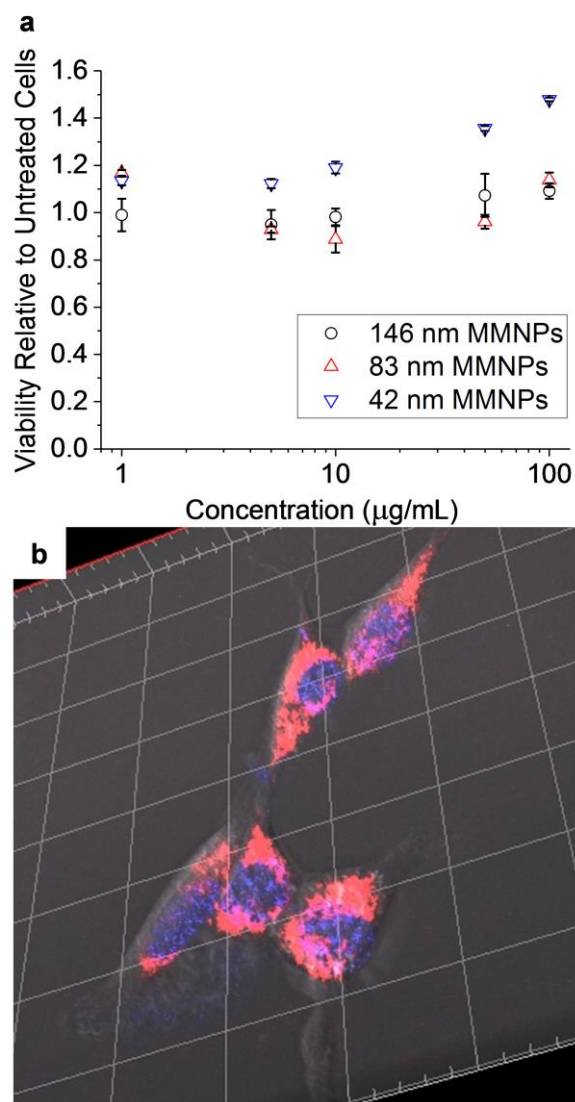 a
Viability Relative to Untreated Cells
1.6
1.4
1.2
1.0
0.8
0.6
0.4
0.2
0.0
146 nm MMNPs
83 nm MMNPs
42 nm MMNPs
1
10
100
Concentration (µg/mL)
b